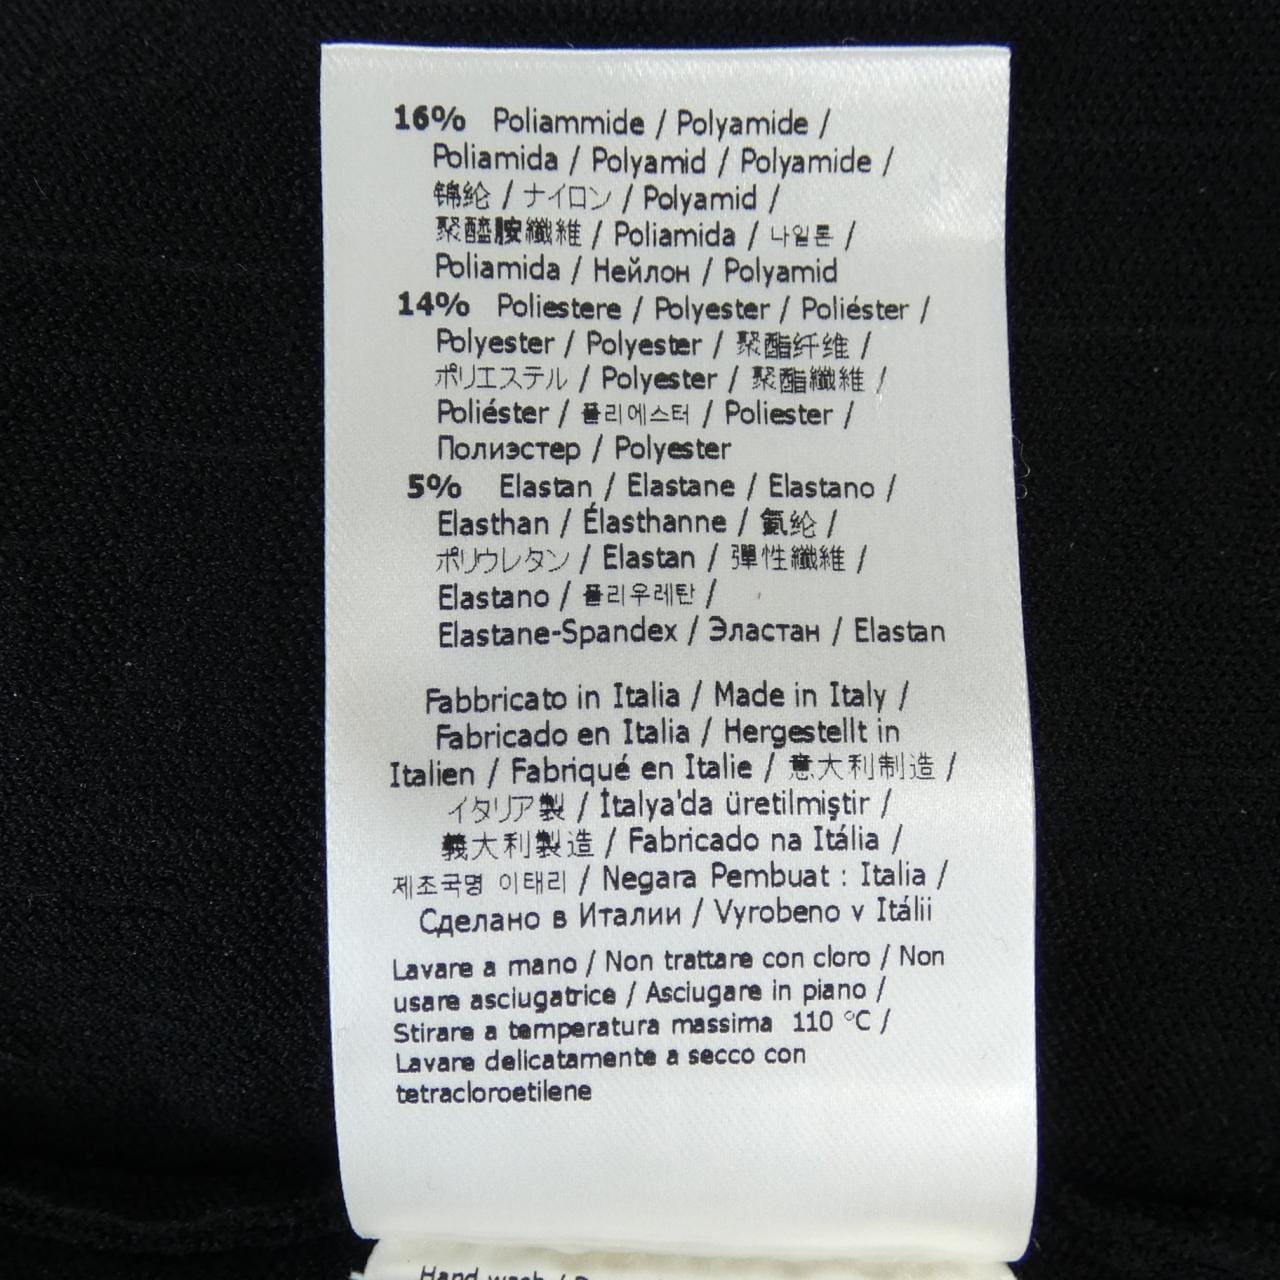 16% Poliammide / Polyamide /
Poliamida / Polyamid / Polyamide /
锦纶 / ナイロン / Polyamid /
聚醯胺纖維 / Poliamida / 나일론 /
Poliamida / Нейлон / Polyamid
14% Poliestere / Polyester / Poliéster /
Polyester / Polyester / 聚酯纤维 /
ポリエステル / Polyester / 聚酯纖維 /
Poliéster / 폴리에스터 / Poliester /
Полиэстер / Polyester
5% Elastan / Elastane / Elastano /
Elasthan / Élasthanne / 氨纶 /
ポリウレタン / Elastan / 彈性纖維 /
Elastano / 폴리우레탄 /
Elastane-Spandex / Эластан / Elastan
Fabbricato in Italia / Made in Italy /
Fabricado en Italia / Hergestellt in
Italien / Fabriqué en Italie / 意大利制造 /
イタリア製 / İtalya'da üretilmiştir /
義大利製造 / Fabricado na Itália /
제조국명 이태리 / Negara Pembuat : Italia /
Сделано в Италии / Vyrobeno v Itálii
Lavare a mano / Non trattare con cloro / Non
usare asciugatrice / Asciugare in piano /
Stirare a temperatura massima 110 °C /
Lavare delicatamente a secco con
tetracloroetilene
Hand wash /